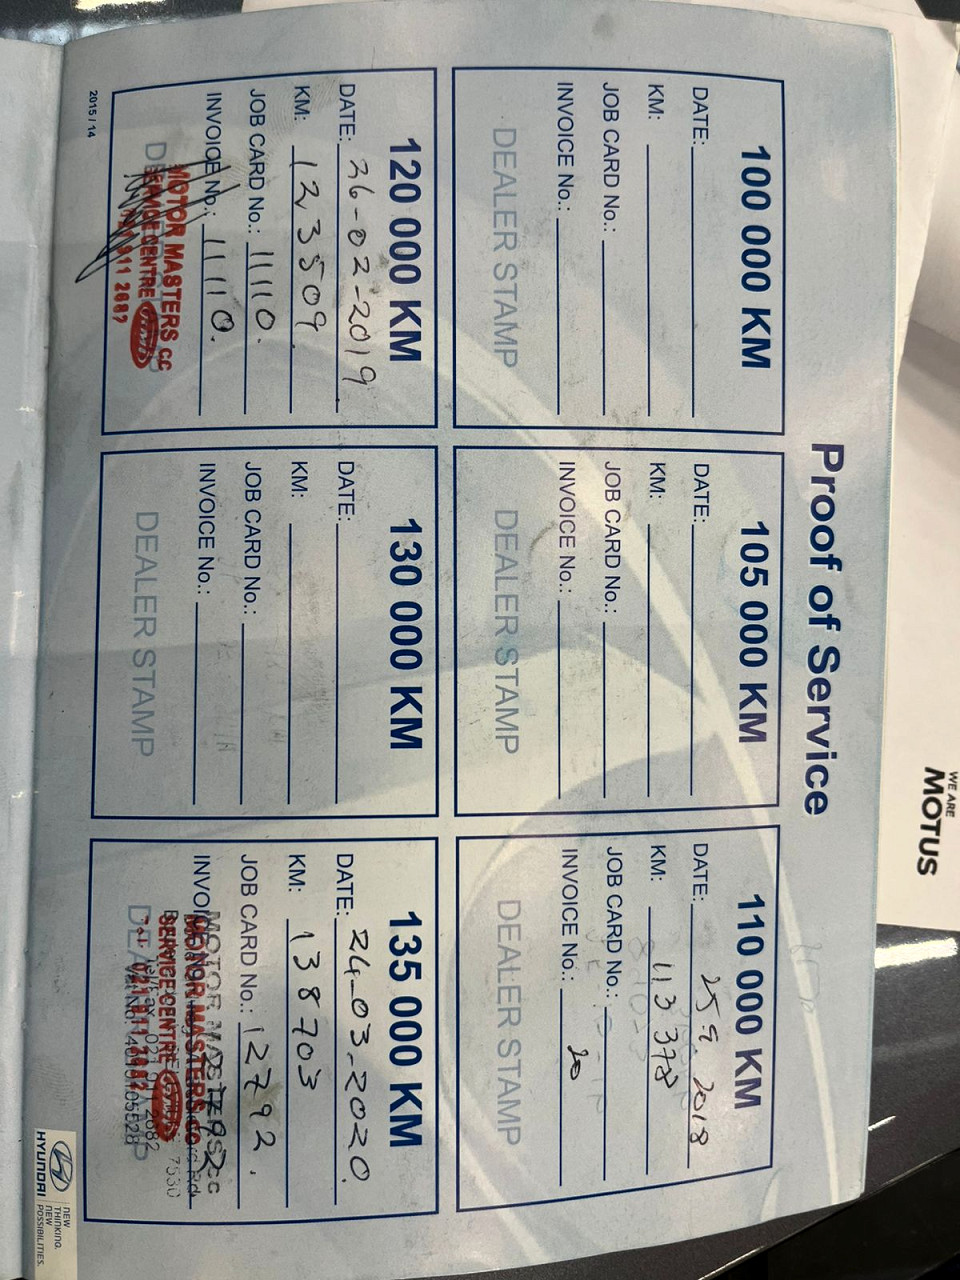 Proof of Service
100 000 KM
DATE:
KM:
JOB CARD No.:
INVOICE No.:
DEALER STAMP
105 000 KM
DATE:
KM:
JOB CARD No.:
INVOICE No.:
DEALER STAMP
110 000 KM
DATE: 2018
KM: 113 378
JOB CARD No.:
INVOICE No.:
DEALER STAMP
120 000 KM
DATE: 26-02-2019
KM: 123509
JOB CARD No.: 11110.
INVOICE No.: 11110.
MOTOR MASTERS CC
SERVICE CENTRE
911 2687
130 000 KM
DATE:
KM:
JOB CARD No.:
INVOICE No.:
DEALER STAMP
135 000 KM
DATE: 24-03-2020.
KM: 138703
JOB CARD No.: 12792.
MOTOR MASTERS CC
SERVICE CENTRE
2015 / 14
HYUNDAI
NEW
THINKING.
NEW
POSSIBILITIES.
WE ARE
MOTUS